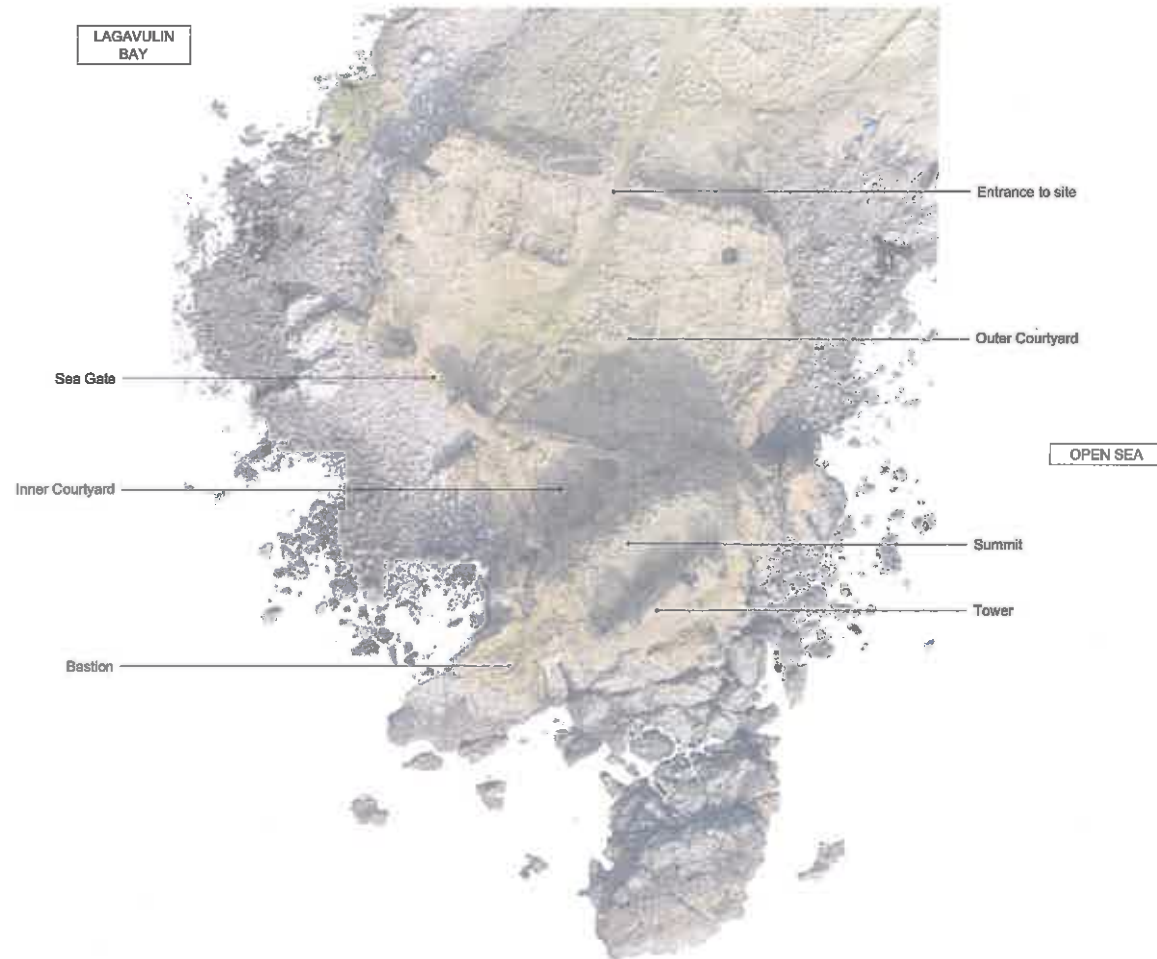 LAGAVULIN
BAY
Entrance to site
Outer Courtyard
Sea Gate
OPEN SEA
Inner Courtyard
Summit
Tower
Bastion